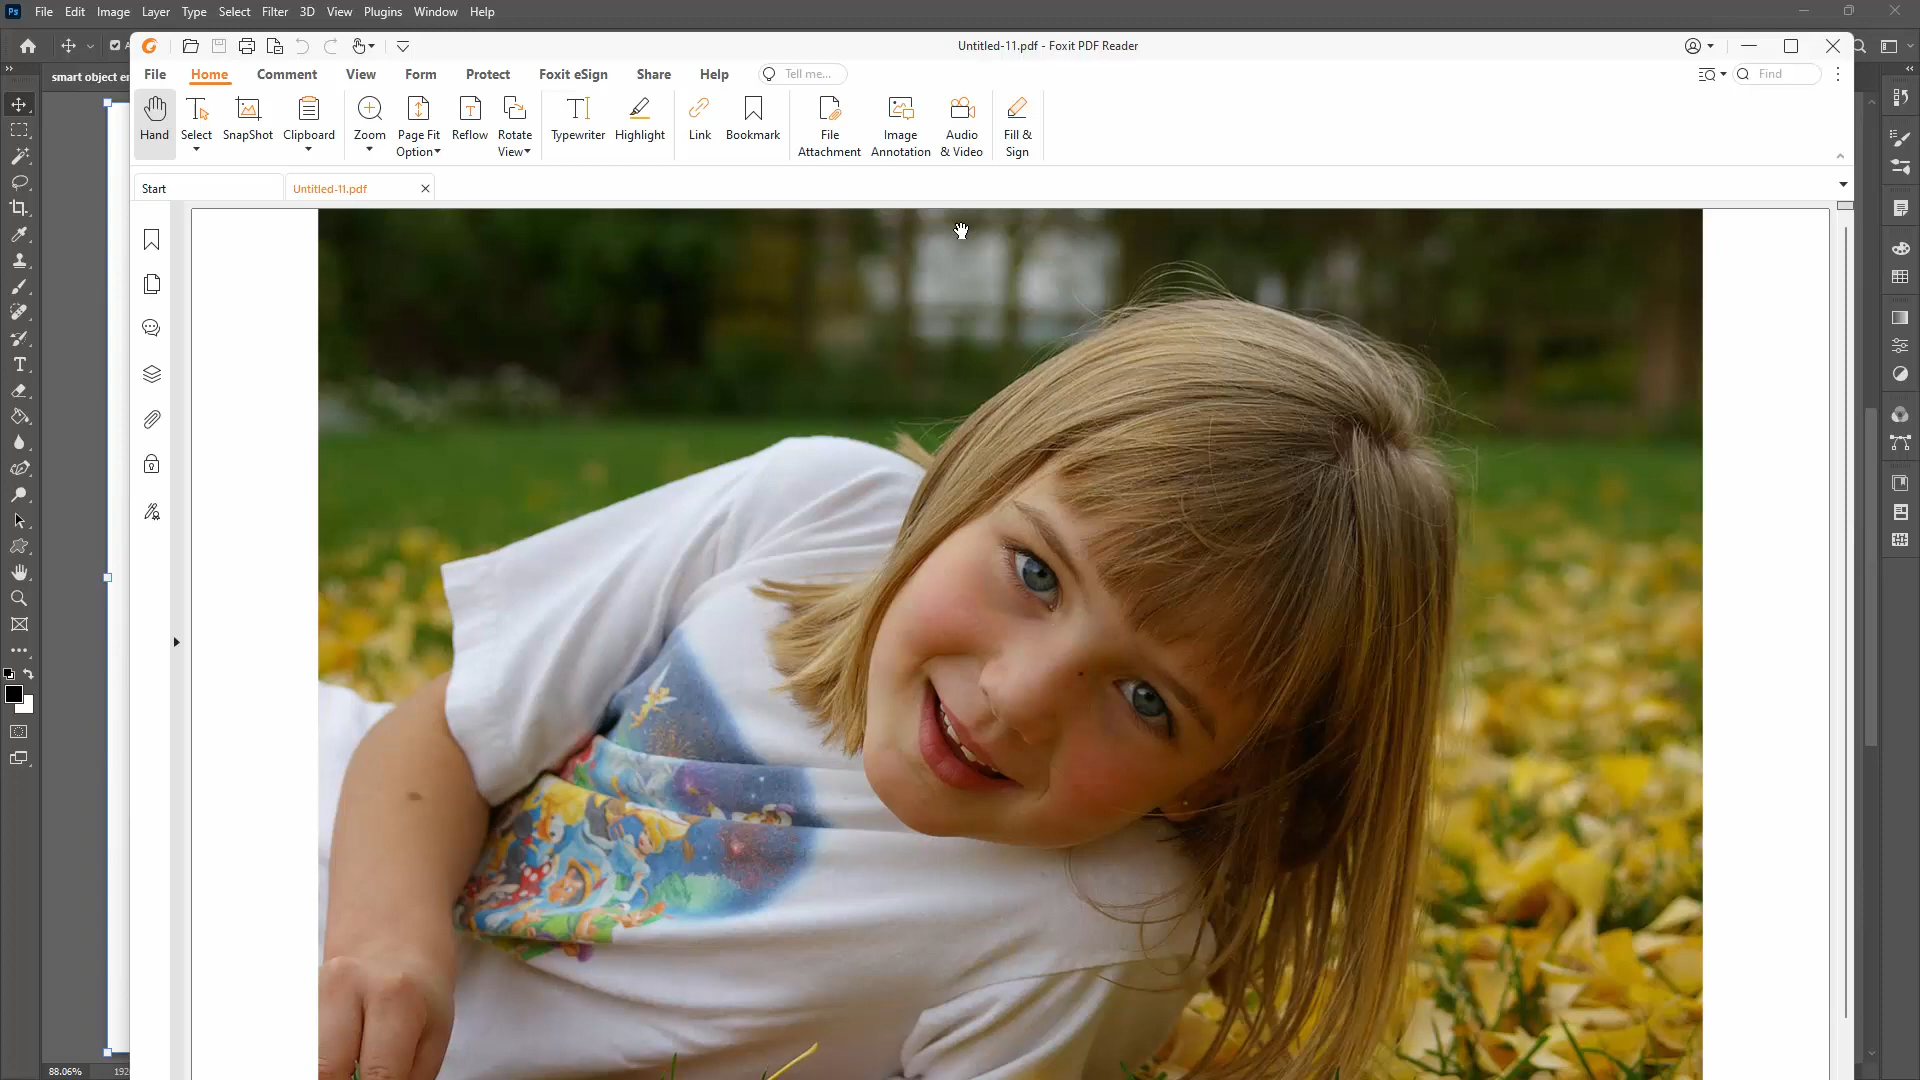 Ps File Edit Image Layer Type Select Filter 3D View Plugins Window Help
smart object
Untitled-11.pdf - Foxit PDF Reader
File Home Comment View Form Protect Foxit eSign Share Help Tell me... Find
Hand Select SnapShot Clipboard Zoom Page Fit Option Reflow Rotate View Typewriter Highlight Link Bookmark File Attachment Image Annotation Audio & Video Fill & Sign
Start Untitled-11.pdf
88.06%